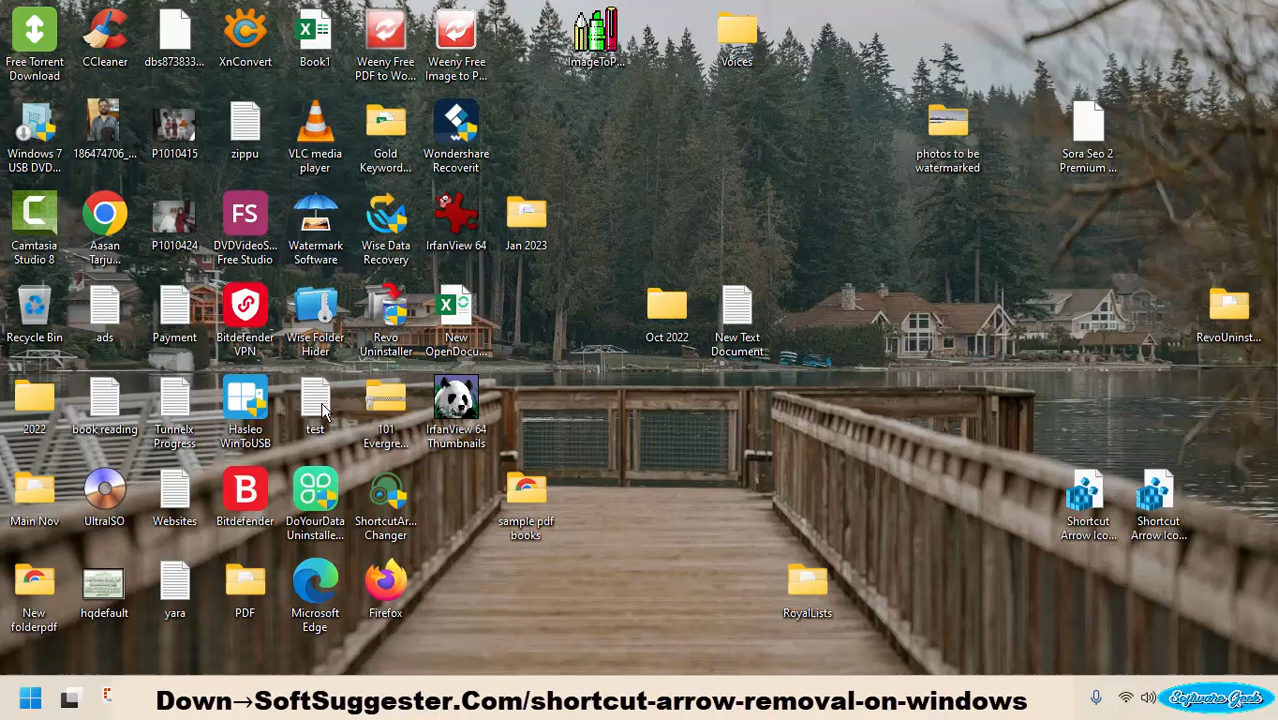 Free Torrent
Download
CCleaner
dbs873833...
XnConvert
Book1
Weeny Free
PDF to Wo...
Weeny Free
Image to P...
ImageToP...
Voices
Windows 7
USB DVD...
186474706_...
P1010415
zippu
VLC media
player
Gold
Keyword...
Wondershare
Recoverit
photos to be
watermarked
Sora Seo 2
Premium ...
Camtasia
Studio 8
Aasan
Tarju...
P1010424
FS
DVDVideoS...
Free Studio
Watermark
Software
Wise Data
Recovery
IrfanView 64
Jan 2023
Recycle Bin
ads
Payment
Bitdefender
VPN
Wise Folder
Hider
Revo
Uninstaller
New
OpenDocu...
Oct 2022
New Text
Document
RevoUninst...
2022
book reading
Tunnelx
Progress
Hasleo
WinToUSB
test
101
Evergre...
IrfanView 64
Thumbnails
Main Nov
UltraISO
Websites
B
Bitdefender
DoYourData
Uninstalle...
ShortcutAr...
Changer
sample pdf
books
Shortcut
Arrow Ico...
Shortcut
Arrow Ico...
New
folderpdf
hqdefault
yara
PDF
Microsoft
Edge
Firefox
RoyalLists
Down→SoftSuggester.Com/shortcut-arrow-removal-on-windows
Software Geek